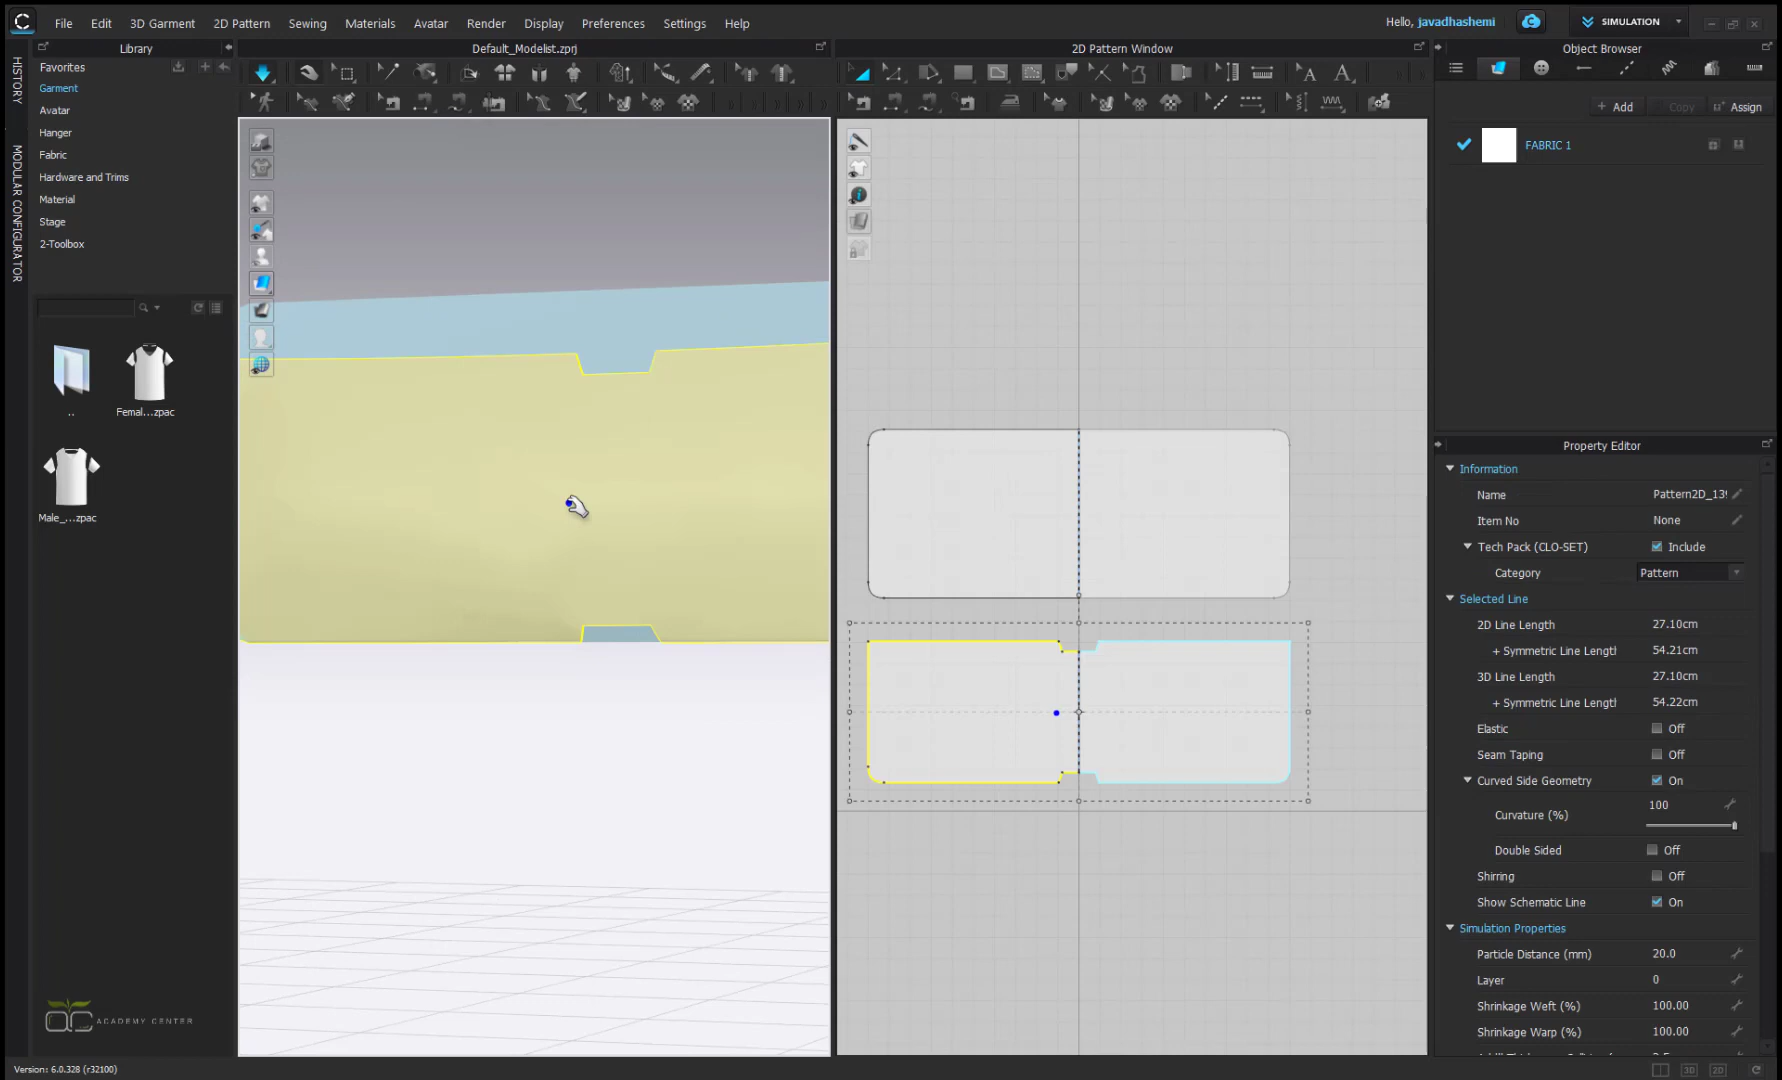 File Edit 3D Garment 2D Pattern Sewing Materials Avatar Render Display Preferences Settings Help
Hello, javadhashemi
SIMULATION
HISTORY
MODULAR CONFIGURATOR
Library
Default_Modelist.zprj
2D Pattern Window
Object Browser
Favorites
Garment
Avatar
Hanger
Fabric
Hardware and Trims
Material
Stage
2-Toolbox
+ Add
Copy
Assign
FABRIC 1
..
Femal...zpac
Male_...zpac
Property Editor
Information
Name Pattern2D_139
Item No None
Tech Pack (CLO-SET) Include
Category Pattern
Selected Line
2D Line Length 27.10cm
+ Symmetric Line Length 54.21cm
3D Line Length 27.10cm
+ Symmetric Line Length 54.22cm
Elastic Off
Seam Taping Off
Curved Side Geometry On
Curvature (%) 100
Double Sided Off
Shirring Off
Show Schematic Line On
Simulation Properties
Particle Distance (mm) 20.0
Layer 0
Shrinkage Weft (%) 100.00
Shrinkage Warp (%) 100.00
ac ACADEMY CENTER
Version: 6.0.328 (r32100)
3D 2D